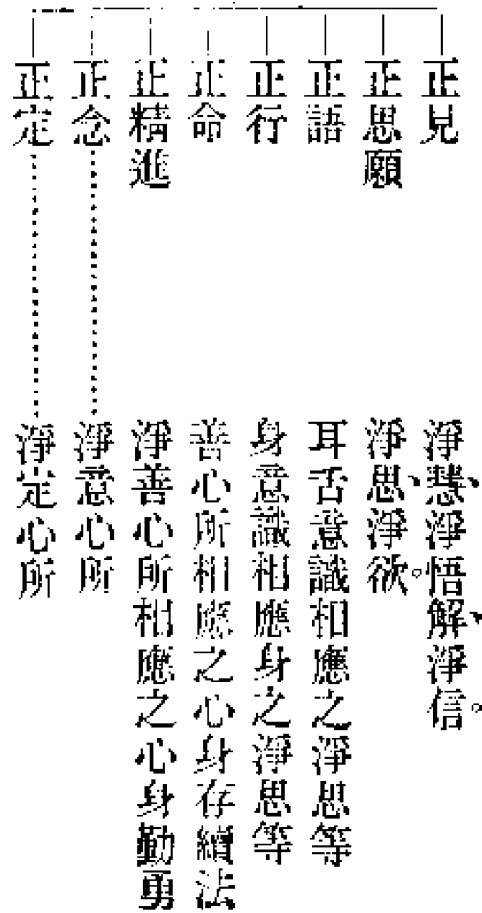 正見 淨慧、淨悟解、淨信。
正思願 淨思、淨欲。
正語 耳舌意識相應之淨思等
正行 身意識相應身之淨思等
正命 善心所相應之心身存續法
正精進 淨善心所相應之心身勤勇
正念 淨意心所
正定 淨定心所